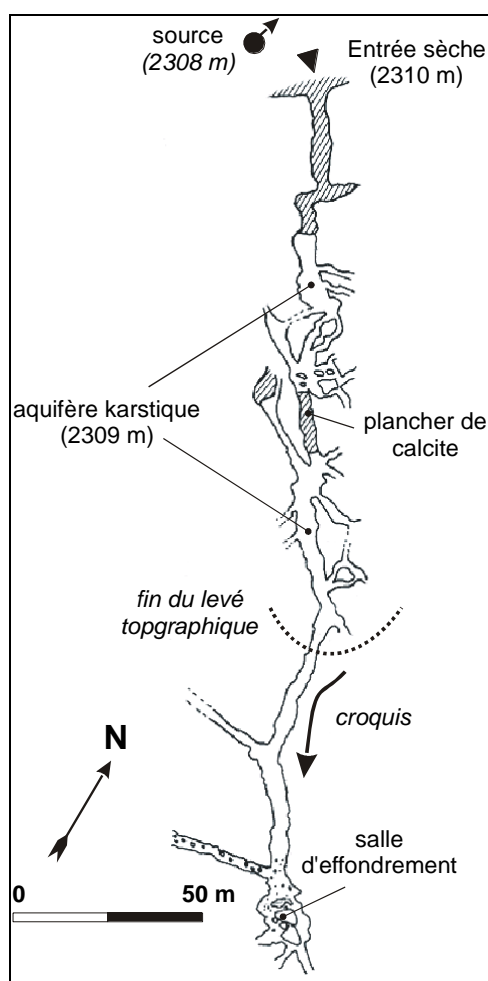 source
(2308 m)
Entrée sèche
(2310 m)
aquifère karstique
(2309 m)
plancher de
calcite
fin du levé
topgraphique
croquis
N
salle
d'effondrement
0
50 m